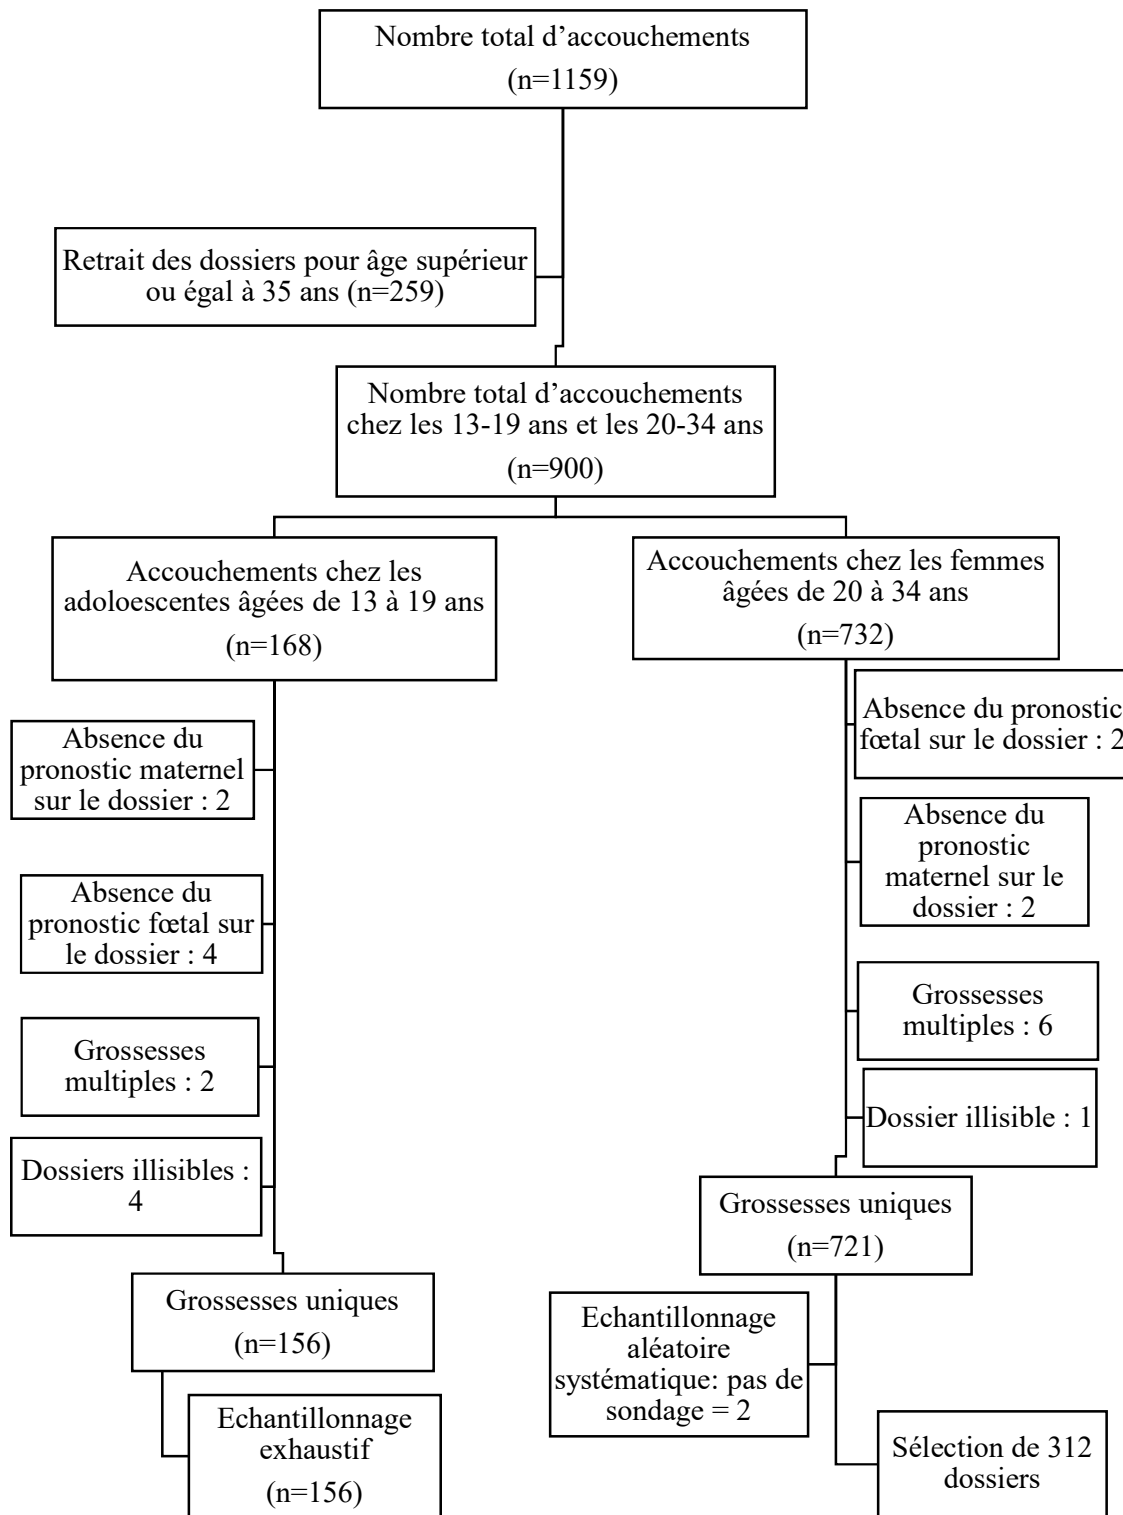 Nombre total d’accouchements
(n=1159)
Retrait des dossiers pour âge supérieur
ou égal à 35 ans (n=259)
Nombre total d’accouchements
chez les 13-19 ans et les 20-34 ans
(n=900)
Accouchements chez les
adoloescentes âgées de 13 à 19 ans
(n=168)
Accouchements chez les femmes
âgées de 20 à 34 ans
(n=732)
Absence du
pronostic maternel
sur le dossier : 2
Absence du pronostic
fœtal sur le dossier : 2
Absence du
pronostic
maternel sur le
dossier : 2
Absence du
pronostic fœtal sur
le dossier : 4
Grossesses
multiples : 6
Grossesses
multiples : 2
Dossier illisible : 1
Dossiers illisibles :
4
Grossesses uniques
(n=721)
Grossesses uniques
(n=156)
Echantillonnage
aléatoire
systématique: pas de
sondage = 2
Echantillonnage
exhaustif
(n=156)
Sélection de 312
dossiers